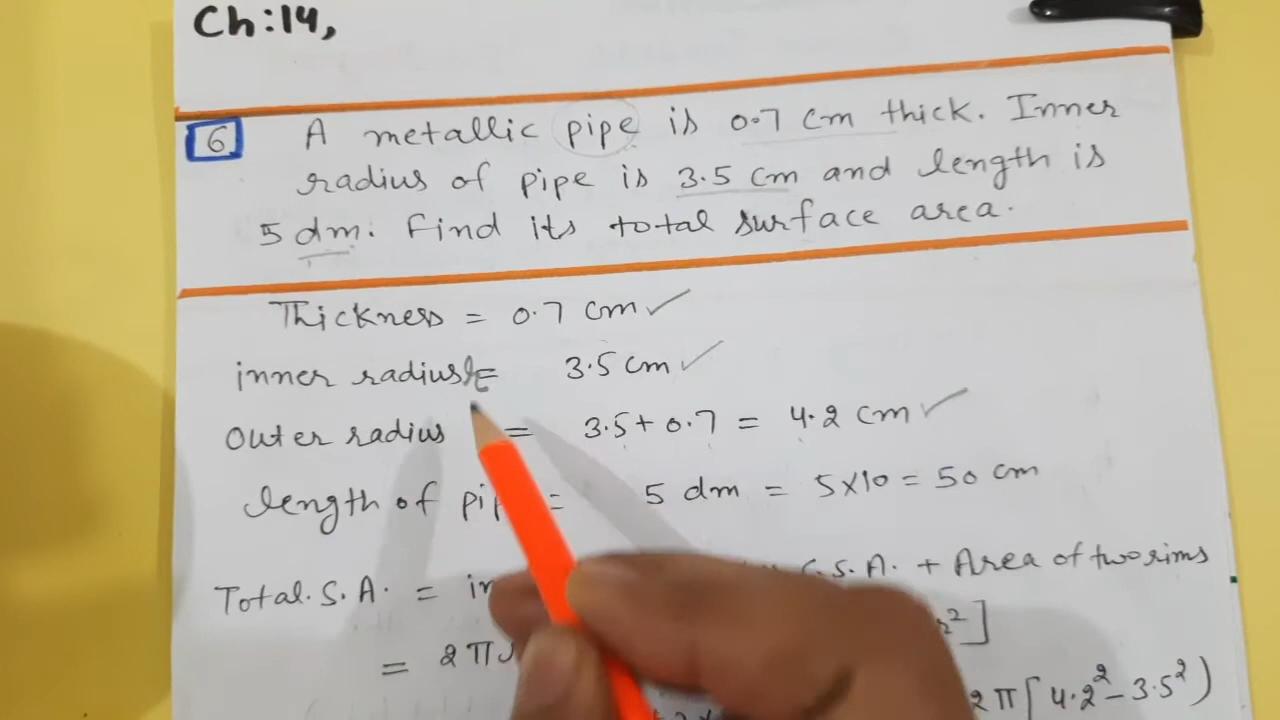 Ch:14,
6 A metallic pipe is 0.7 cm thick. Inner
radius of pipe is 3.5 cm and length is
5 dm. Find its total surface area.
Thickness = 0.7 cm ✓
inner radius = 3.5 cm ✓
Outer radius = 3.5 + 0.7 = 4.2 cm ✓
length of pip = 5 dm = 5×10 = 50 cm
Total. S. A. = in C.S.A. + Area of two rims
= 2π r²]
2π[4.2² - 3.5²)